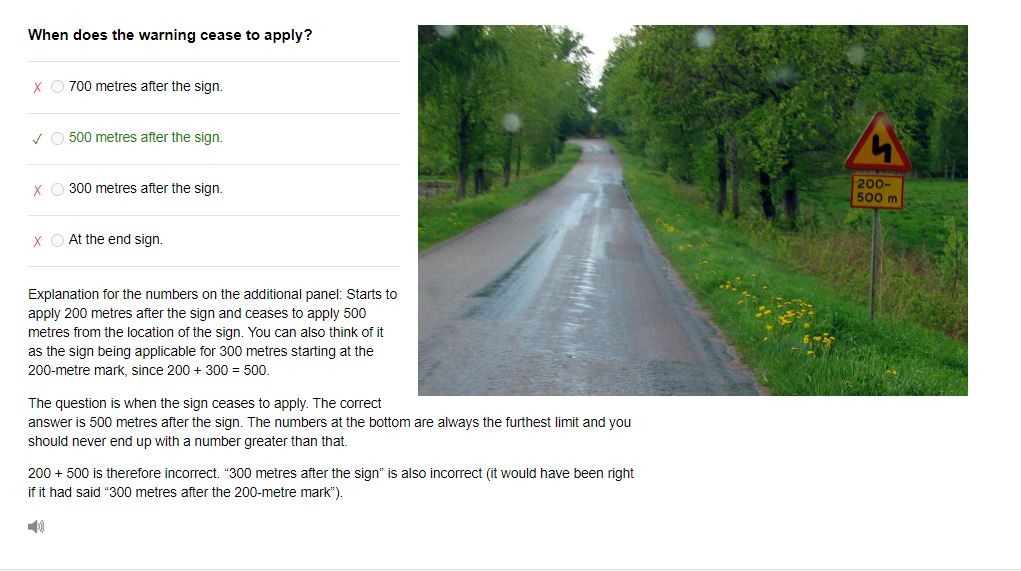 When does the warning cease to apply?
X 700 metres after the sign.
✓ 500 metres after the sign.
X 300 metres after the sign.
X At the end sign.
200-
500 m
Explanation for the numbers on the additional panel: Starts to
apply 200 metres after the sign and ceases to apply 500
metres from the location of the sign. You can also think of it
as the sign being applicable for 300 metres starting at the
200-metre mark, since 200 + 300 = 500.
The question is when the sign ceases to apply. The correct
answer is 500 metres after the sign. The numbers at the bottom are always the furthest limit and you
should never end up with a number greater than that.
200 + 500 is therefore incorrect. “300 metres after the sign” is also incorrect (it would have been right
if it had said “300 metres after the 200-metre mark”).